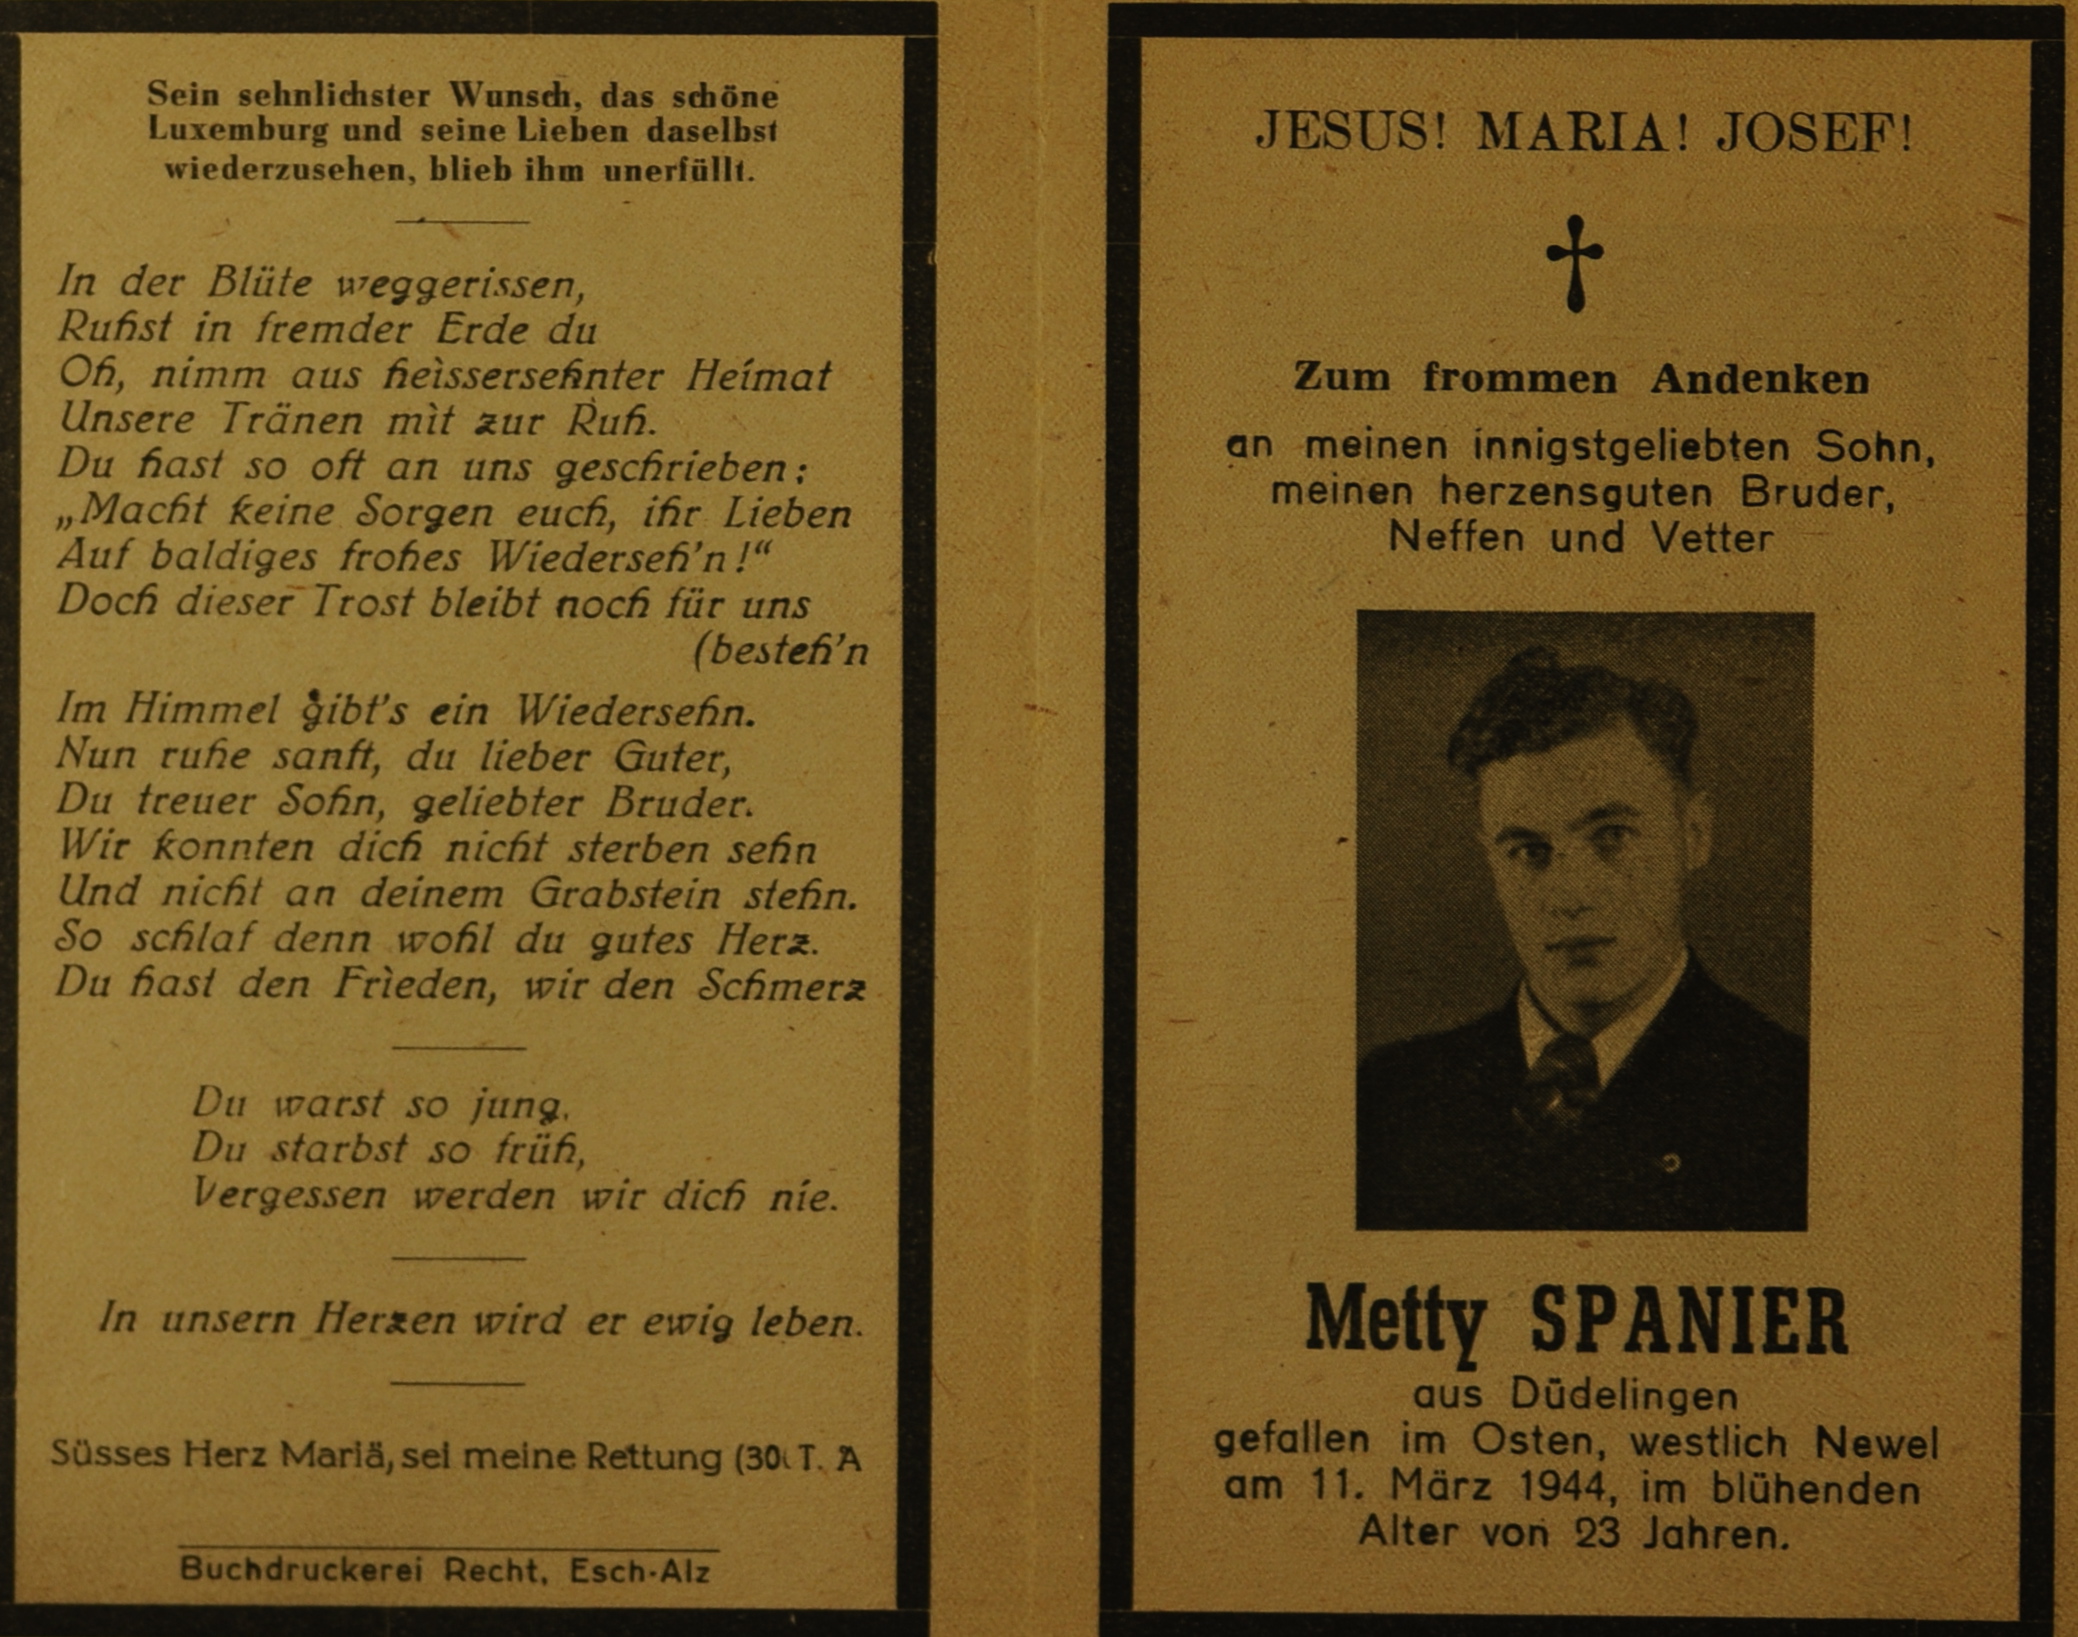 Sein sehnlichster Wunsch, das schöne
Luxemburg und seine Lieben daselbst
wiederzusehen, blieb ihm unerfüllt.
In der Blüte weggerissen,
Ruhst in fremder Erde du
Oh, nimm aus heissersehnter Heimat
Unsere Tränen mit zur Ruh.
Du hast so oft an uns geschrieben:
„Macht keine Sorgen euch, ihr Lieben
Auf baldiges frohes Wiederseh'n!“
Doch dieser Trost bleibt noch für uns
(besteh'n
Im Himmel gibt's ein Wiedersehn.
Nun ruhe sanft, du lieber Guter,
Du treuer Sohn, geliebter Bruder.
Wir konnten dich nicht sterben sehn
Und nicht an deinem Grabstein stehn.
So schlaf denn wohl du gutes Herz.
Du hast den Frieden, wir den Schmerz
Du warst so jung.
Du starbst so früh,
Vergessen werden wir dich nie.
In unsern Herzen wird er ewig leben.
Süsses Herz Mariä, sei meine Rettung T. A
Buchdruckerei Recht, Esch-Alz
JESUS! MARIA! JOSEF!
Zum frommen Andenken
an meinen innigstgeliebten Sohn,
meinen herzensguten Bruder,
Neffen und Vetter
Metty SPANIER
aus Düdelingen
gefallen im Osten, westlich Newel
am 11. März 1944, im blühenden
Alter von 23 Jahren.